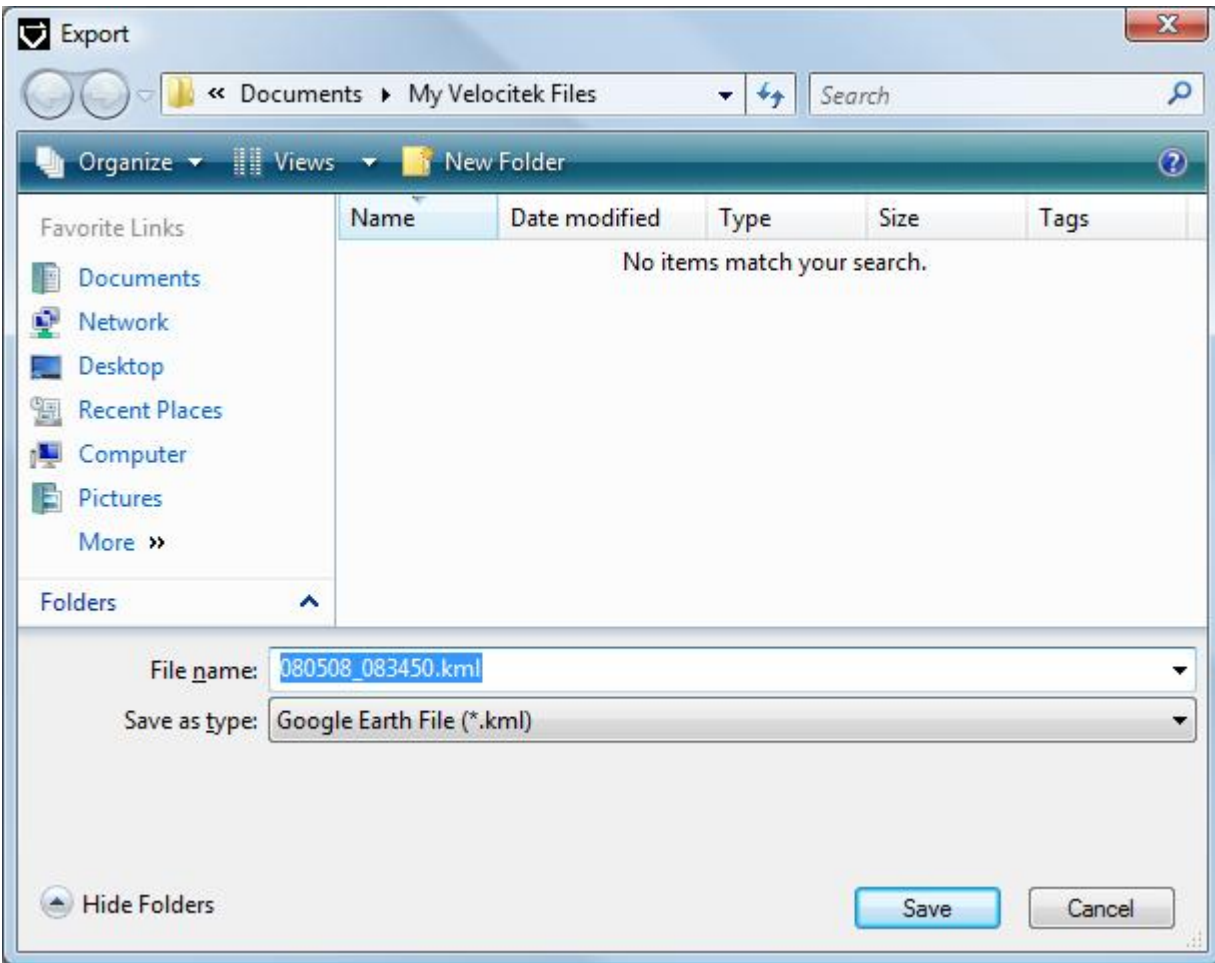 Export
« Documents ▸ My Velocitek Files
Search
Organize Views New Folder
Favorite Links
Name Date modified Type Size Tags
No items match your search.
Documents
Network
Desktop
Recent Places
Computer
Pictures
More »
Folders
File name: 080508_083450.kml
Save as type: Google Earth File (*.kml)
Hide Folders
Save Cancel